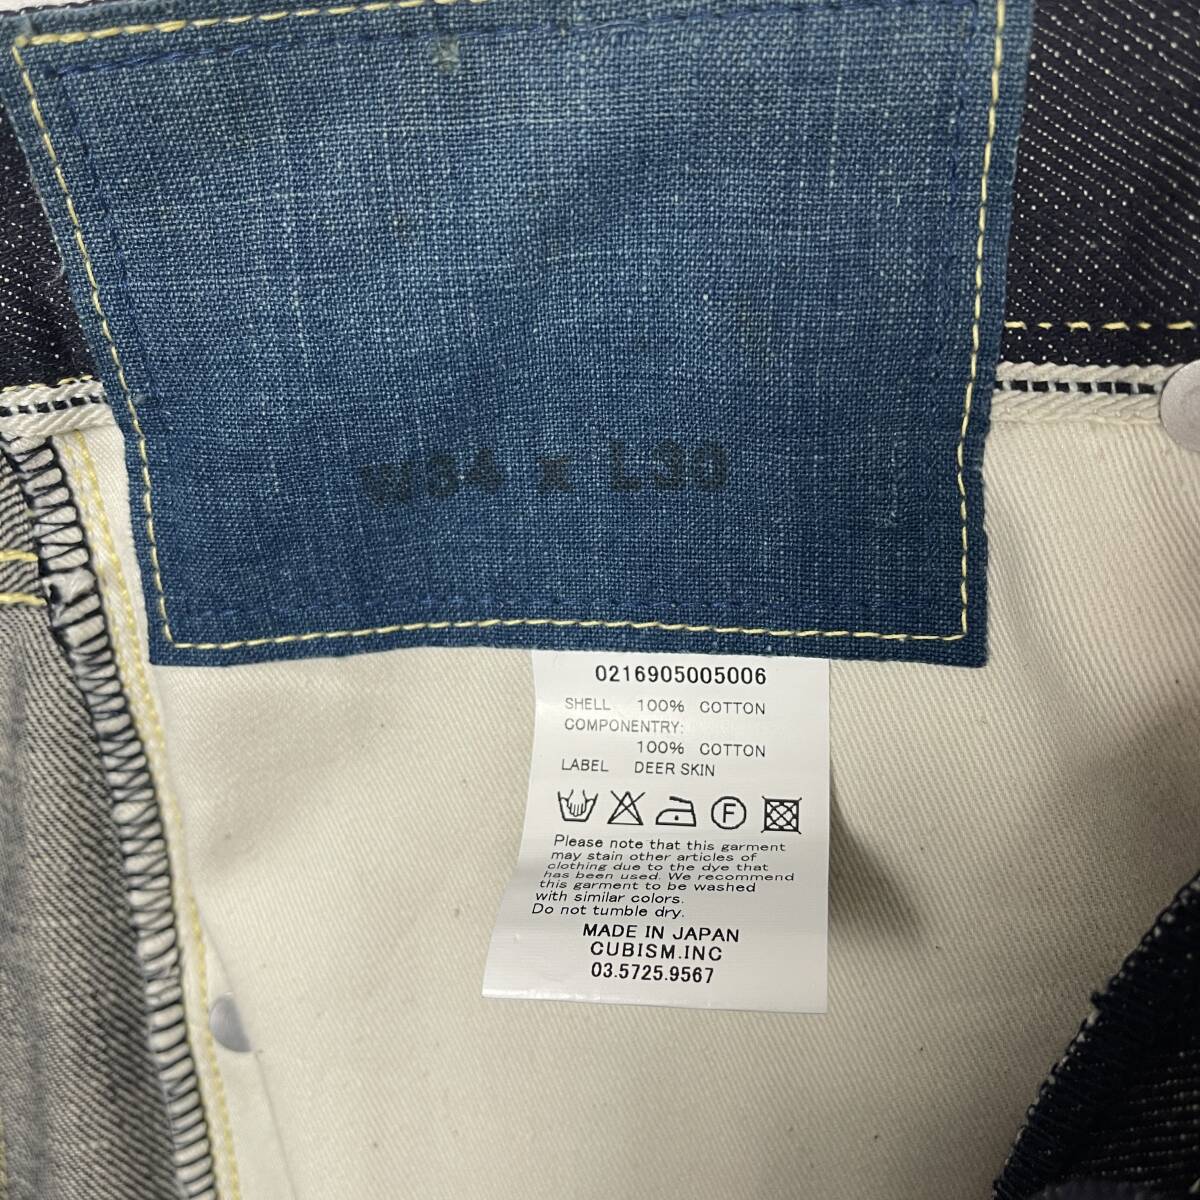 W34 x L33
0216905005006
SHELL 100% COTTON
COMPONENTRY:
100% COTTON
LABEL DEER SKIN
F
Please note that this garment
may stain other articles of
clothing due to the dye that
has been used. We recommend
this garment to be washed
with similar colors.
Do not tumble dry.
MADE IN JAPAN
CUBISM.INC
03.5725.9567